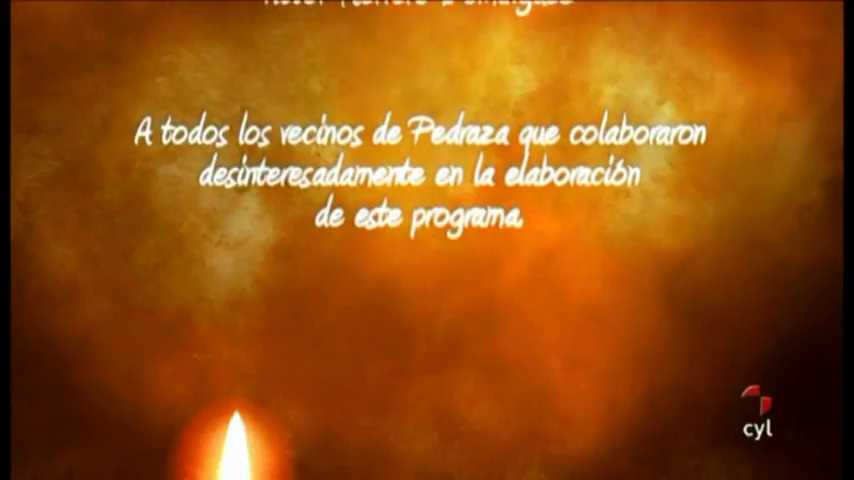 A todos los vecinos de Pedraza que colaboraron
desinteresadamente en la elaboración
de este programa.
cyl